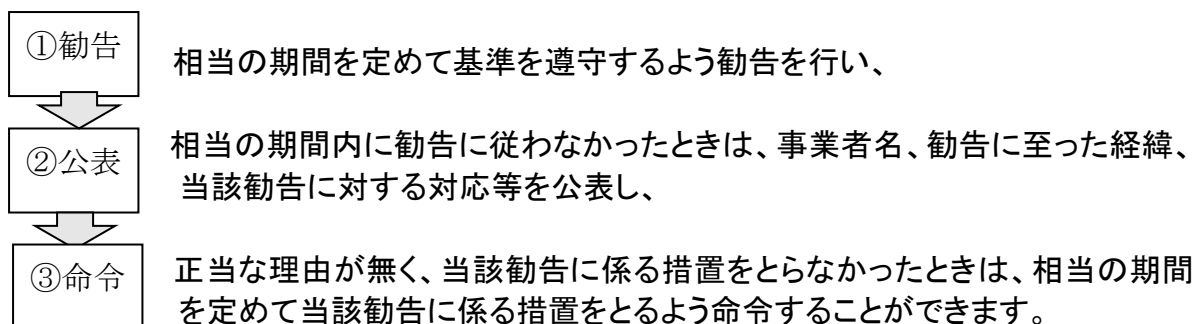 ①勧告
相当の期間を定めて基準を遵守するよう勧告を行い、
②公表
相当の期間内に勧告に従わなかったときは、事業者名、勧告に至った経緯、
当該勧告に対する対応等を公表し、
③命令
正当な理由が無く、当該勧告に係る措置をとらなかったときは、相当の期間
を定めて当該勧告に係る措置をとるよう命令することができます。